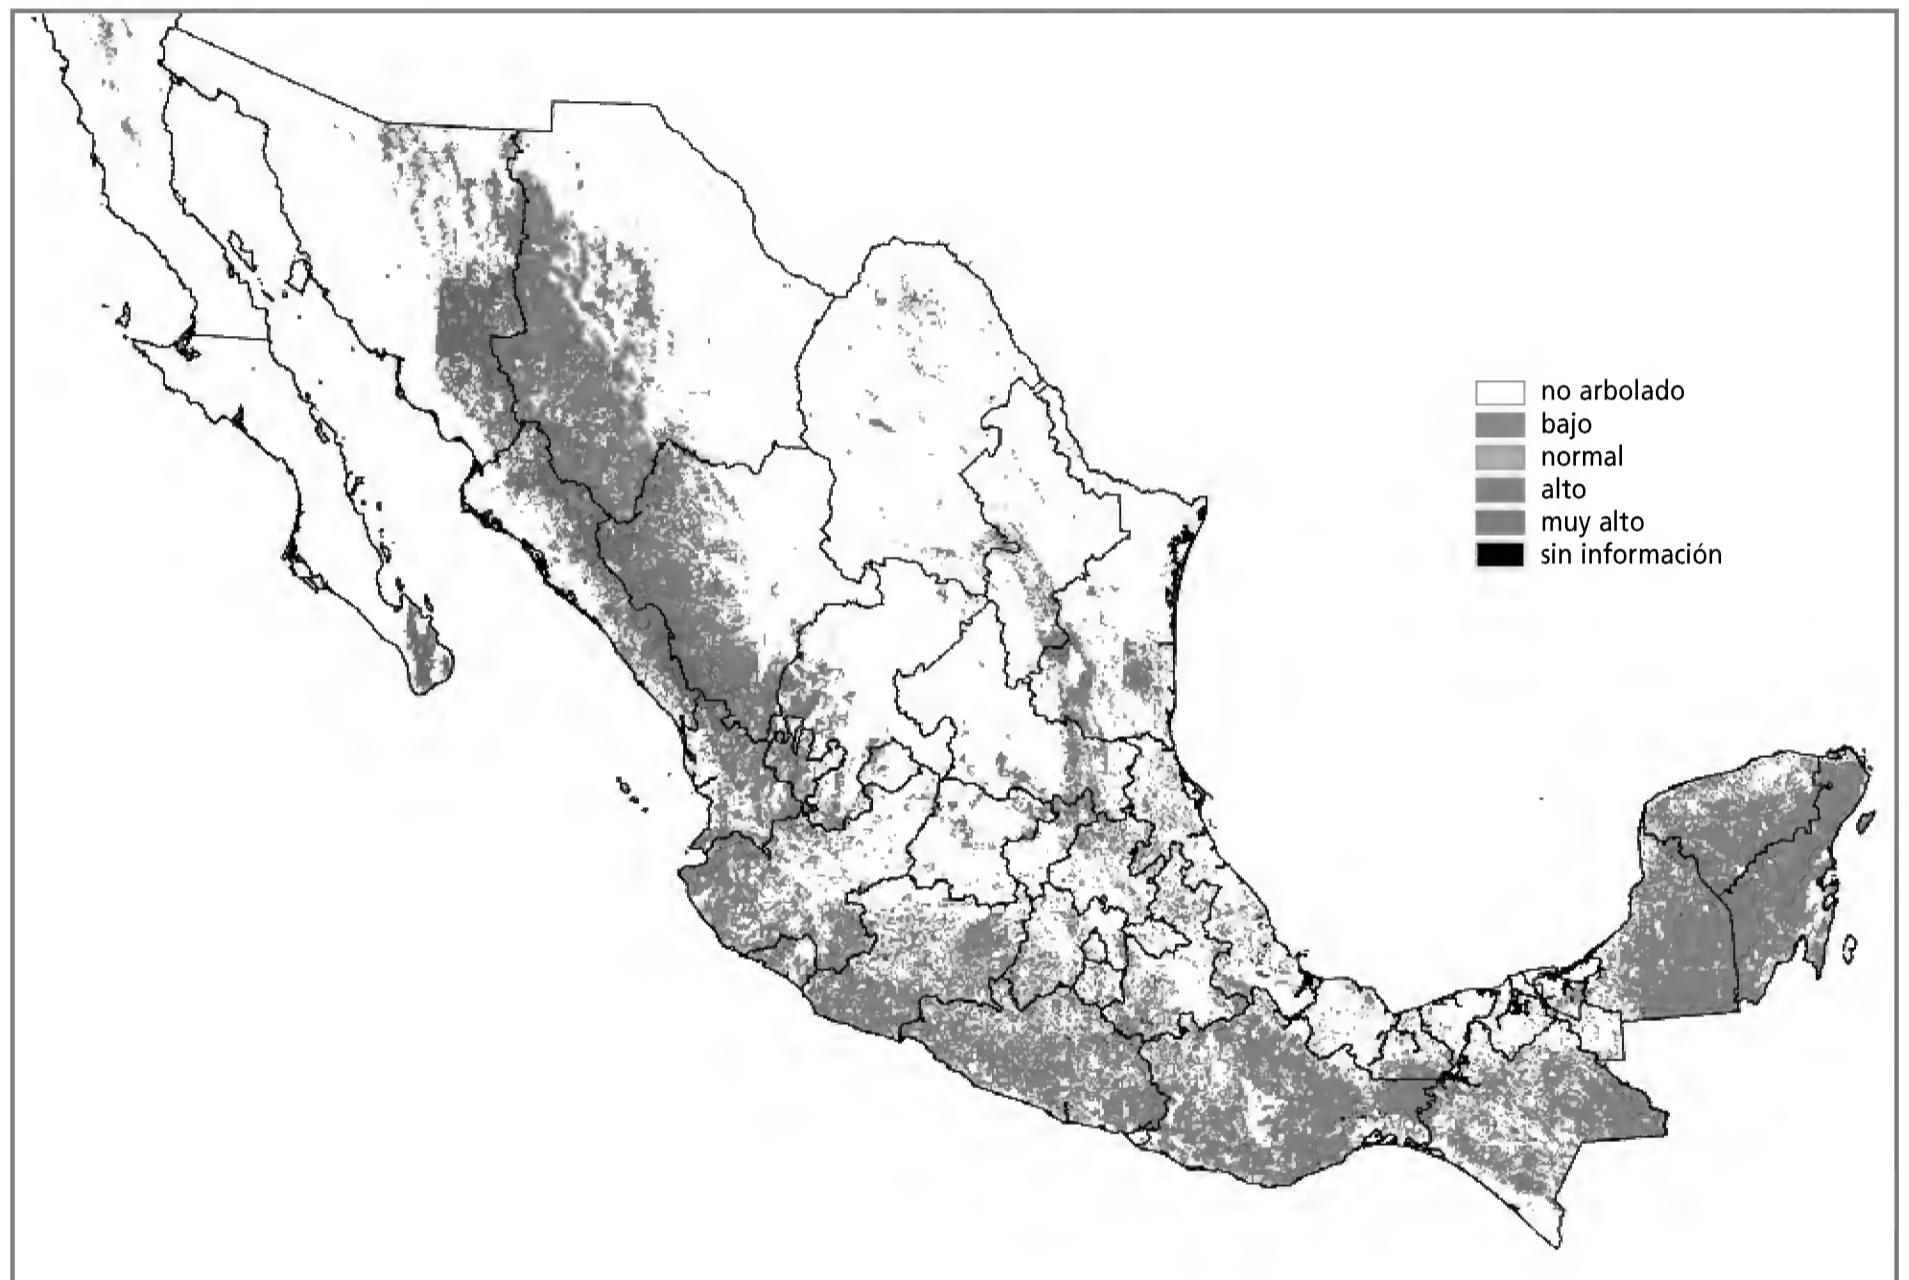 no arbolado
bajo
normal
alto
muy alto
sin información